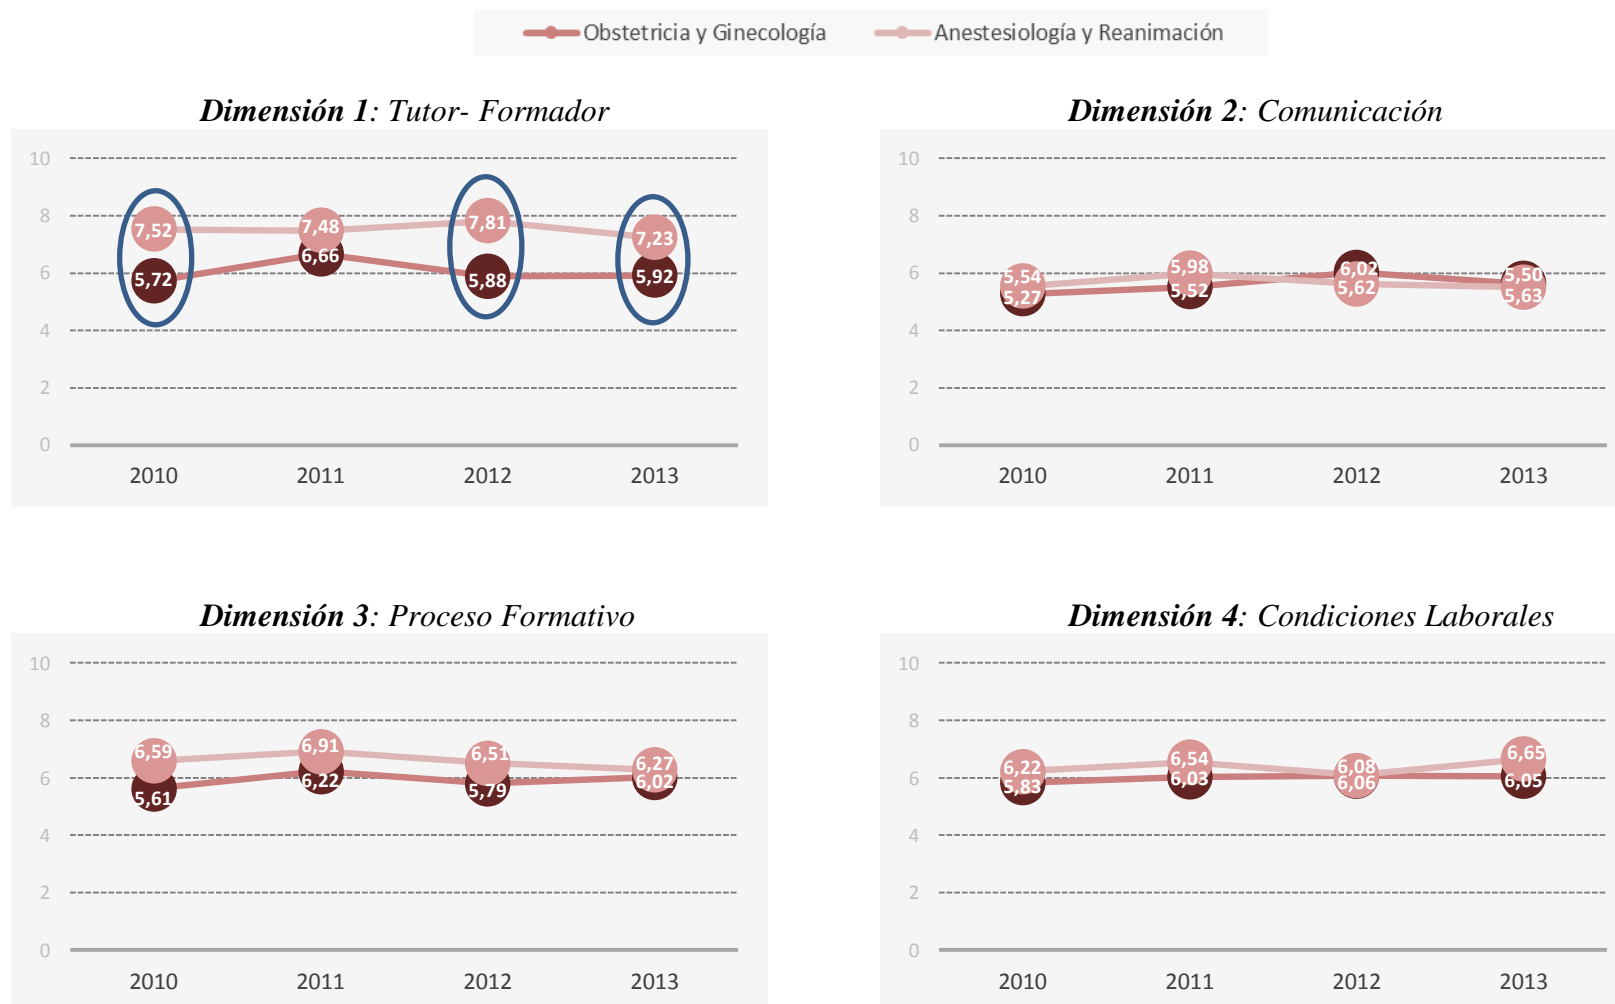 Obstetricia y Ginecología Anestesiología y Reanimación
Dimensión 1: Tutor- Formador
10
8
6
4
2
0
7,52 7,48 7,81 7,23
5,72 6,66 5,88 5,92
2010 2011 2012 2013
Dimensión 2: Comunicación
10
8
6
4
2
0
5,54 5,98 6,02 5,50
5,27 5,52 5,62 5,63
2010 2011 2012 2013
Dimensión 3: Proceso Formativo
10
8
6
4
2
0
6,59 6,91 6,51 6,27
5,61 6,22 5,79 6,02
2010 2011 2012 2013
Dimensión 4: Condiciones Laborales
10
8
6
4
2
0
6,22 6,54 6,08 6,65
5,83 6,03 6,06 6,05
2010 2011 2012 2013